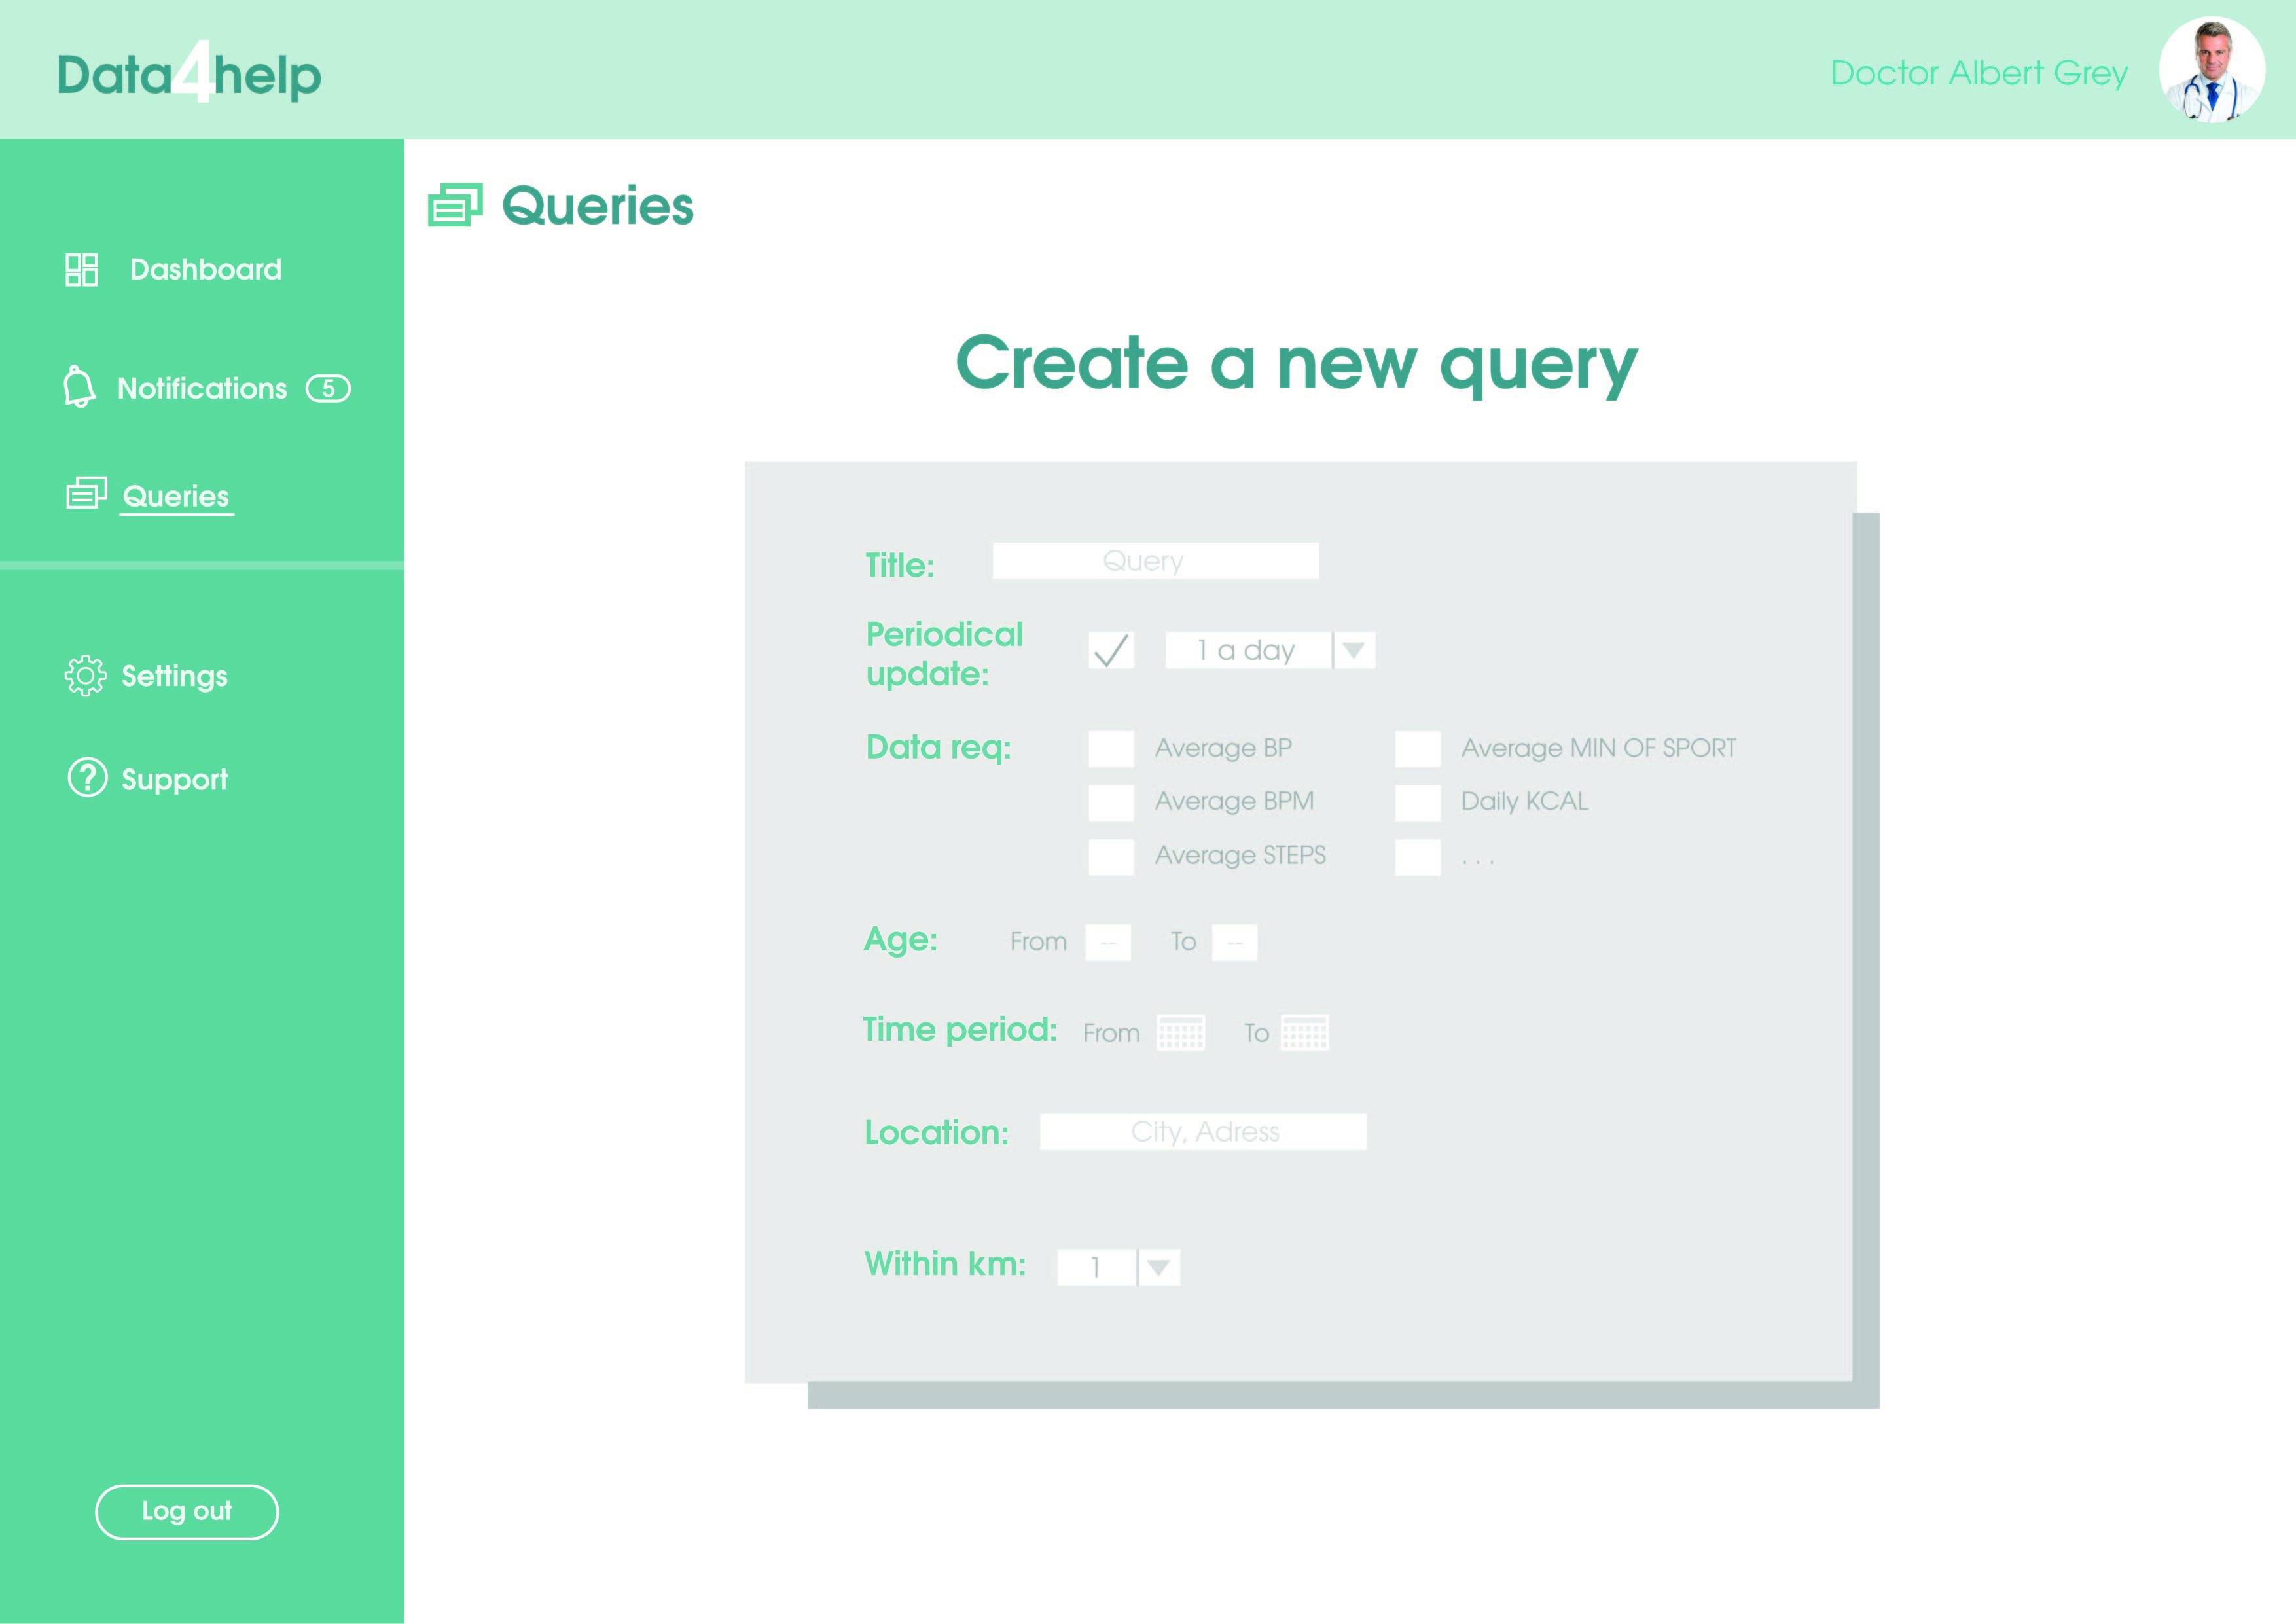 Data4help
Doctor Albert Grey
Queries
Dashboard
Notifications 5
Queries
Settings
? Support
Log out
Create a new query
Title: Query
Periodical
update: 1 a day
Data req: Average BP Average MIN OF SPORT
Average BPM Daily KCAL
Average STEPS . . .
Age: From -- To --
Time period: From To
Location: City, Adress
Within km: 1